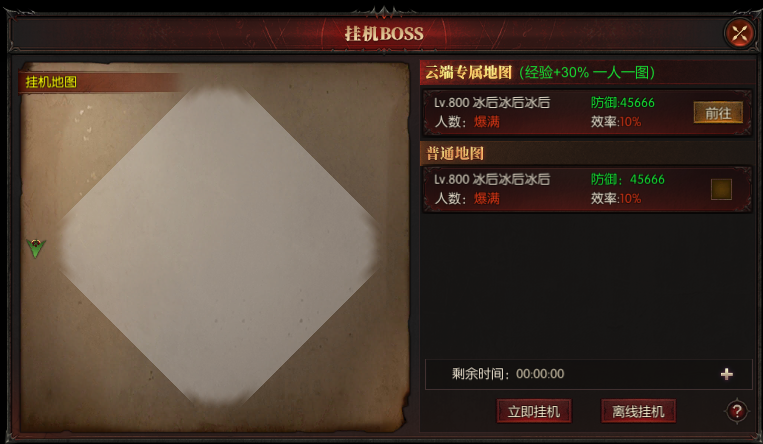 挂机BOSS
挂机地图
云端专属地图 (经验+30% 一人一图)
Lv.800 冰后冰后冰后 防御:45666
人数：爆满 效率:10%
前往
普通地图
Lv.800 冰后冰后冰后 防御：45666
人数：爆满 效率:10%
剩余时间：00:00:00
立即挂机 离线挂机 ?